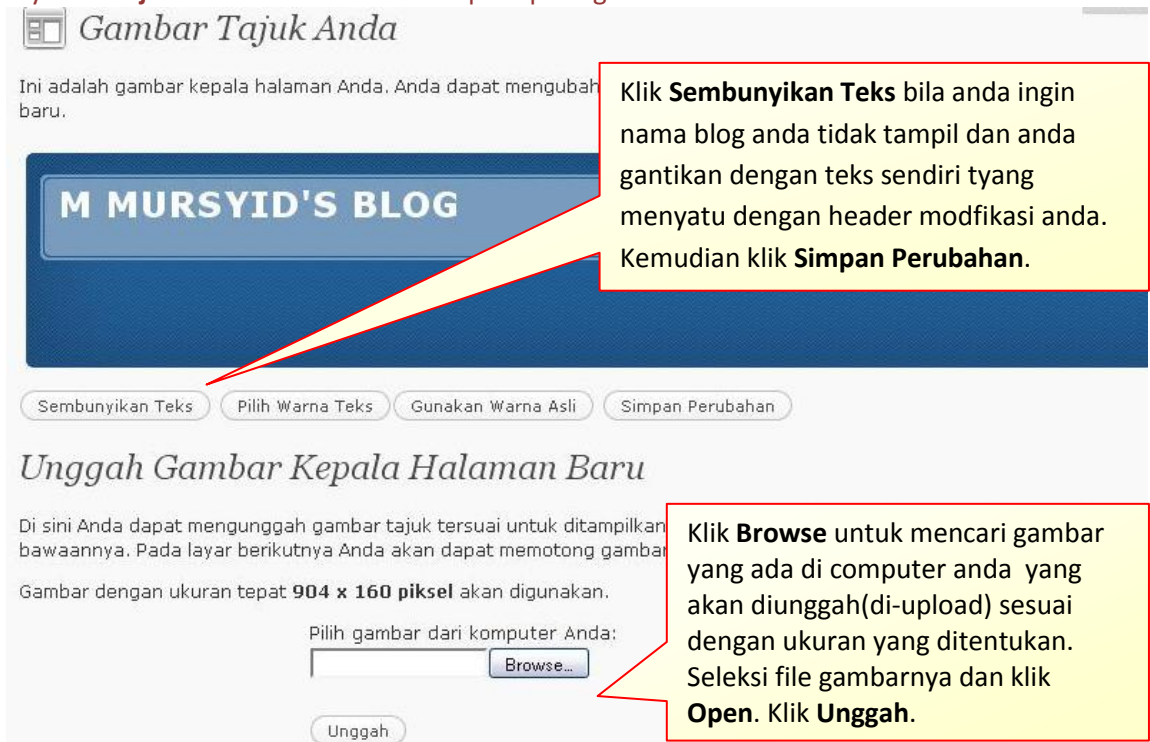 Gambar Tajuk Anda
Ini adalah gambar kepala halaman Anda. Anda dapat mengubah
baru.
Klik Sembunyikan Teks bila anda ingin
nama blog anda tidak tampil dan anda
gantikan dengan teks sendiri tyang
menyatu dengan header modfikasi anda.
Kemudian klik Simpan Perubahan.
M MURSYID'S BLOG
Sembunyikan Teks
Pilih Warna Teks
Gunakan Warna Asli
Simpan Perubahan
Unggah Gambar Kepala Halaman Baru
Di sini Anda dapat mengunggah gambar tajuk tersuai untuk ditampilkan
bawaannya. Pada layar berikutnya Anda akan dapat memotong gambar
Gambar dengan ukuran tepat 904 x 160 piksel akan digunakan.
Pilih gambar dari komputer Anda:
Browse...
Unggah
Klik Browse untuk mencari gambar
yang ada di computer anda yang
akan diunggah(di-upload) sesuai
dengan ukuran yang ditentukan.
Seleksi file gambarnya dan klik
Open. Klik Unggah.